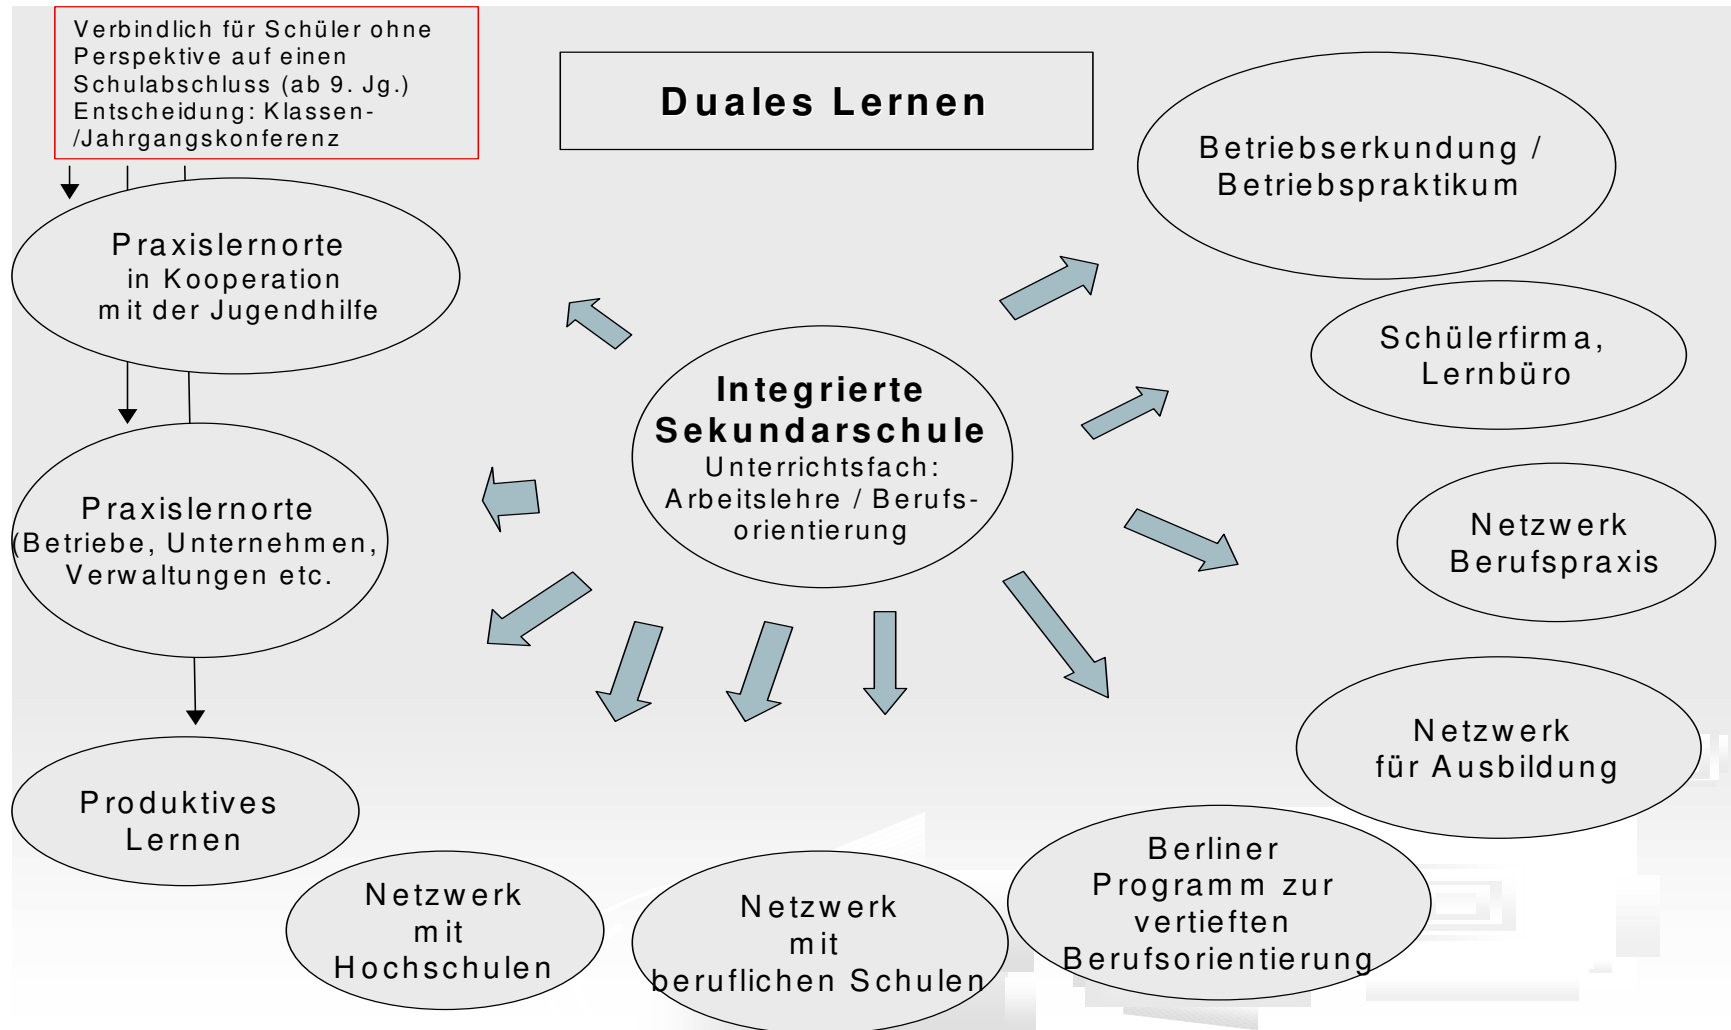 Verbindlich für Schüler ohne
Perspektive auf einen
Schulabschluss (ab 9. Jg.)
Entscheidung: Klassen-
/Jahrgangskonferenz
Duales Lernen
Betriebserkundung /
Betriebspraktikum
Praxislernorte
in Kooperation
mit der Jugendhilfe
Schülerfirma,
Lernbüro
Integrierte
Sekundarschule
Unterrichtsfach:
Arbeitslehre / Berufs-
orientierung
Praxislernorte
(Betriebe, Unternehmen,
Verwaltungen etc.
Netzwerk
Berufspraxis
Netzwerk
für Ausbildung
Produktives
Lernen
Netzwerk
mit
Hochschulen
Netzwerk
mit
beruflichen Schulen
Berliner
Programm zur
vertieften
Berufsorientierung